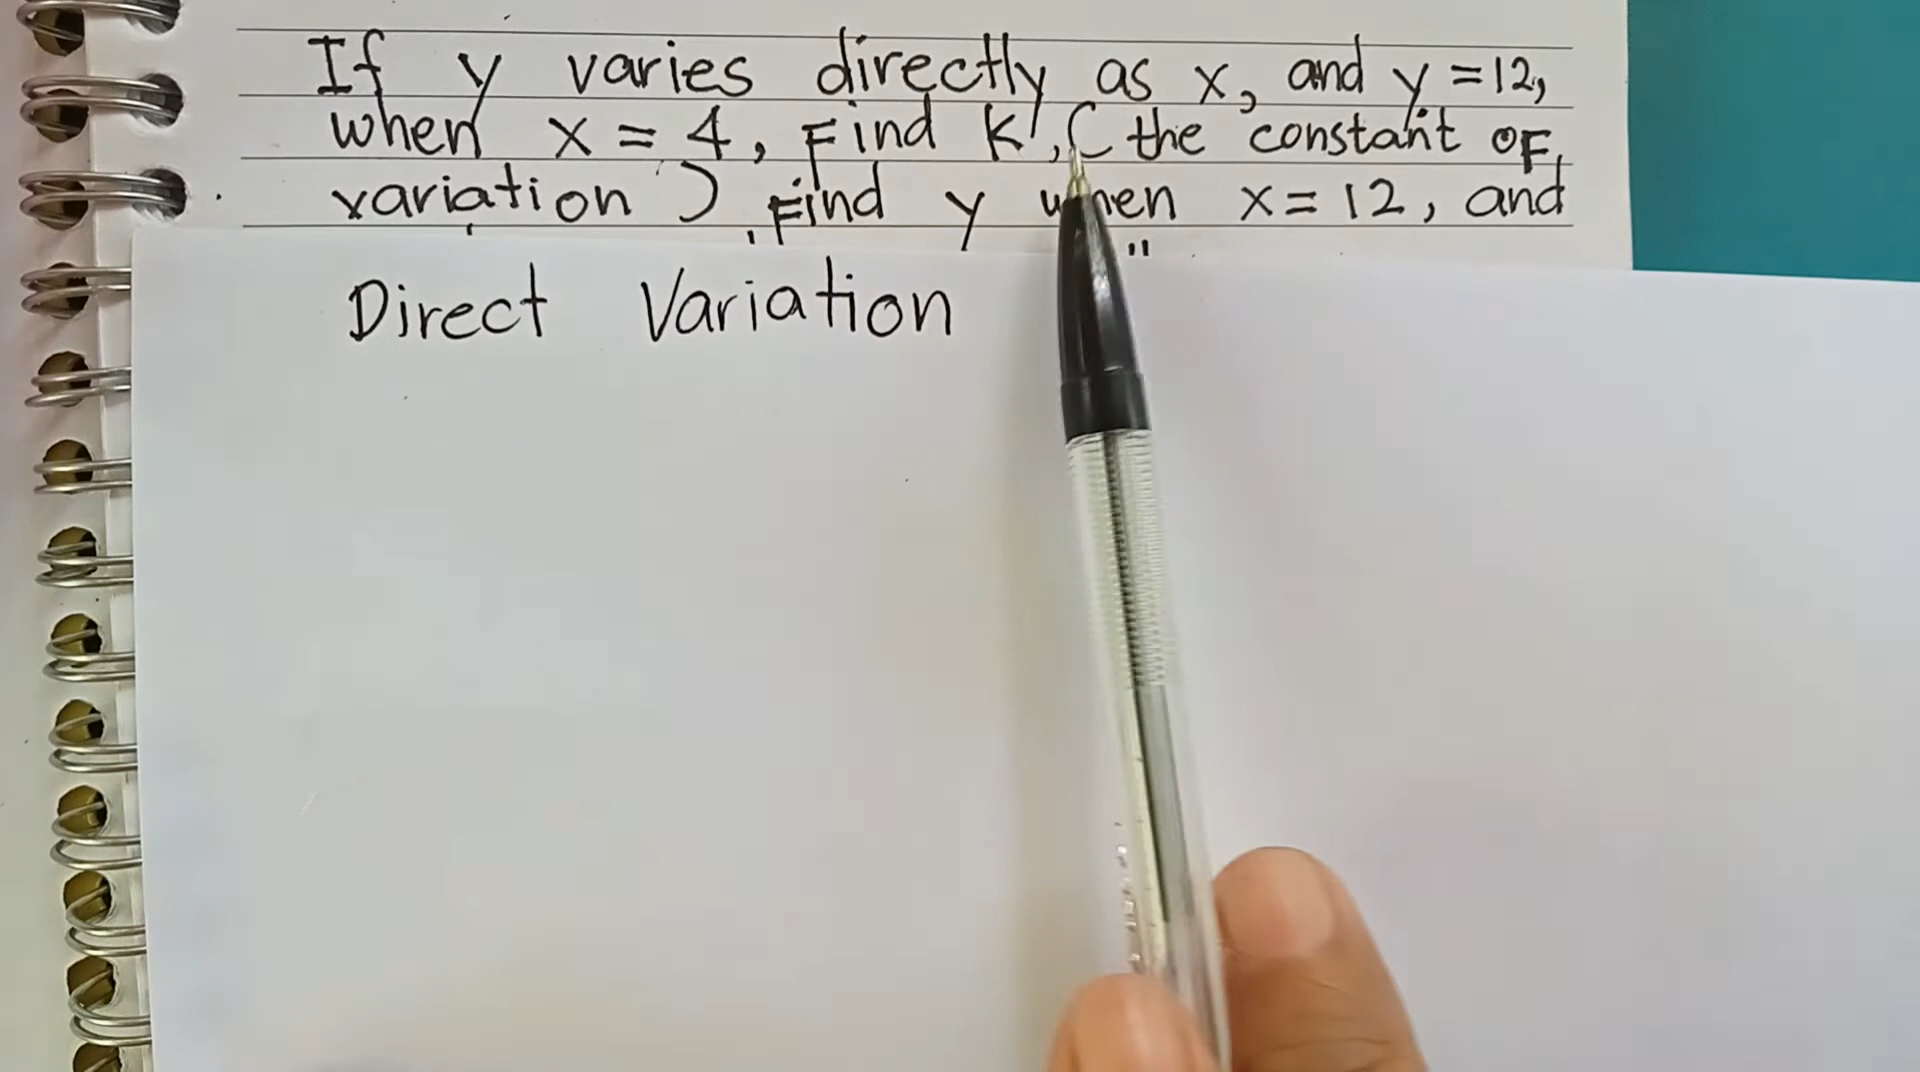 If y varies directly as x, and y = 12,
when x = 4, Find k, (the constant OF
variation) Find y when x = 12, and
Direct Variation